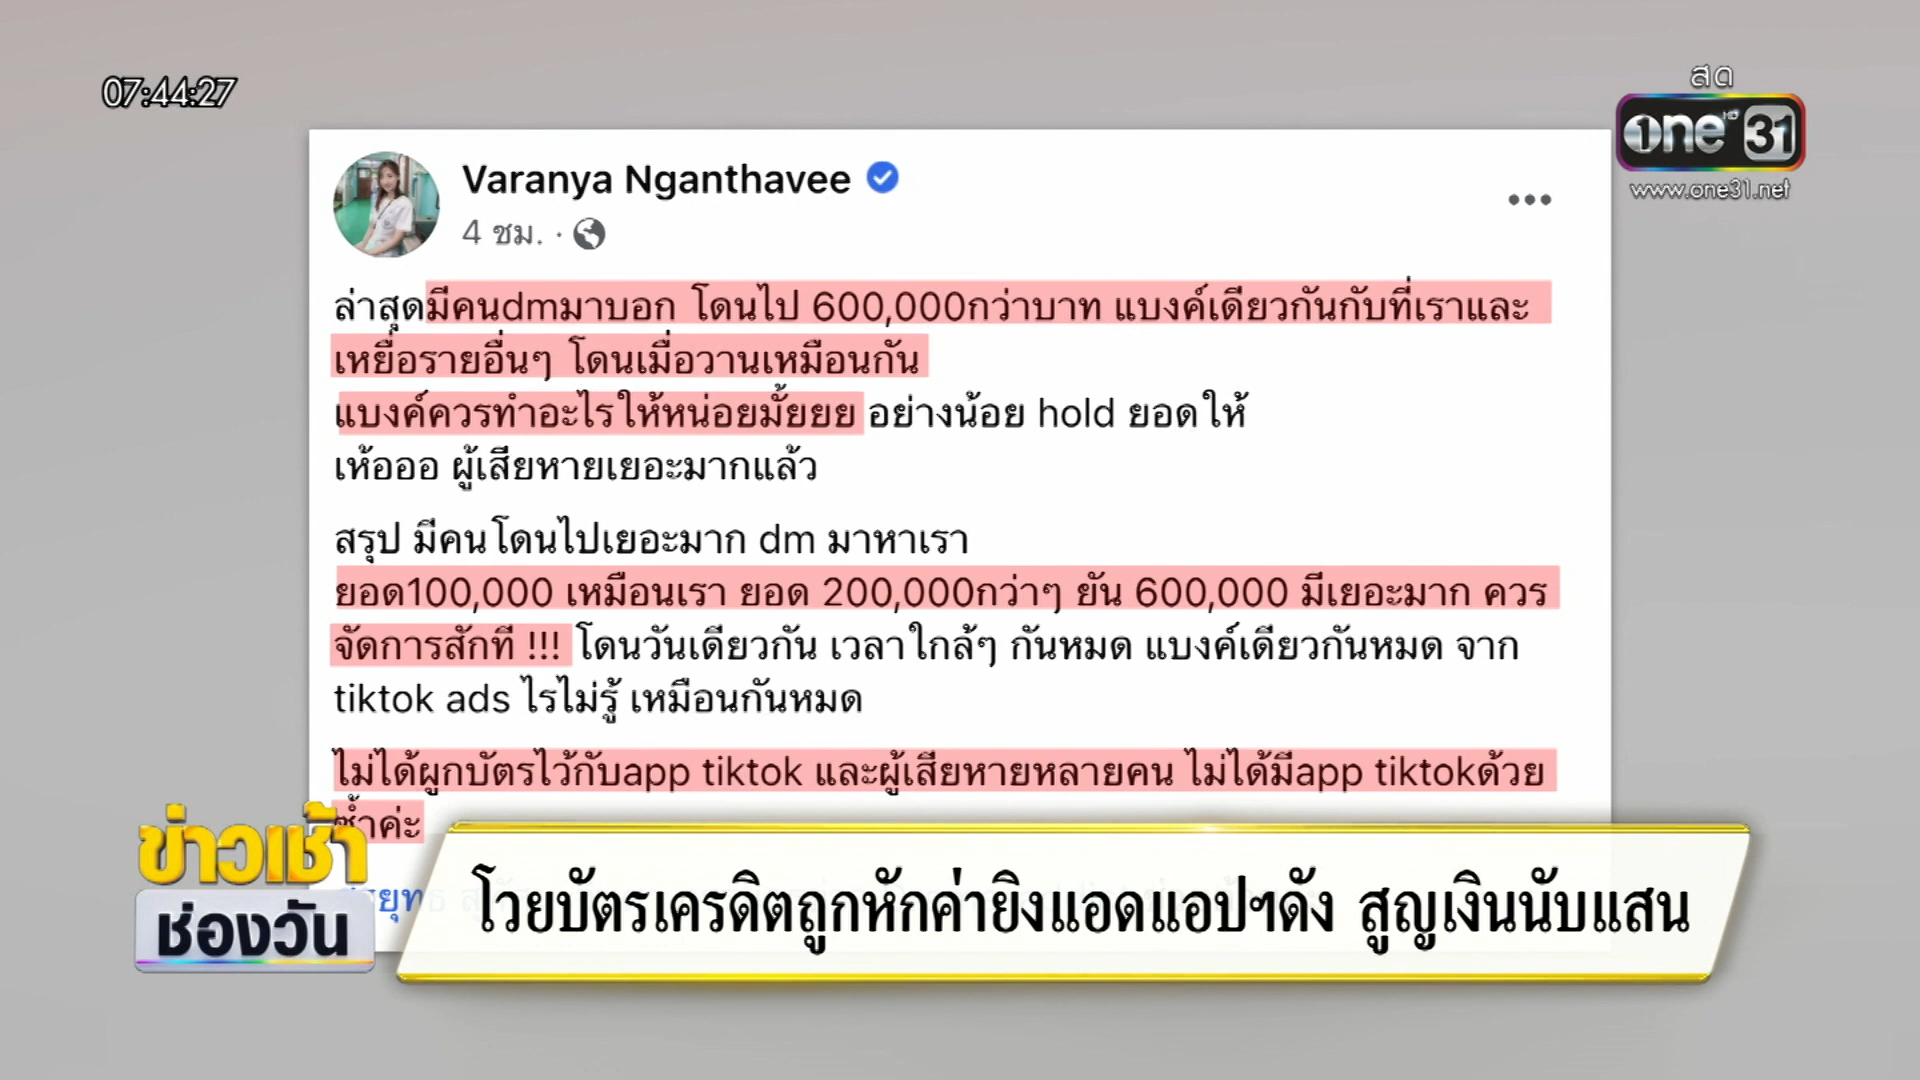 07:44:27
สด
one HD 31
www.one31.net
Varanya Nganthavee
4 ชม. ·
ล่าสุดมีคนdmมาบอก โดนไป 600,000กว่าบาท แบงค์เดียวกันกับที่เราและ
เหยื่อรายอื่นๆ โดนเมื่อวานเหมือนกัน
แบงค์ควรทำอะไรให้หน่อยมั้ยยย อย่างน้อย hold ยอดให้
เห้อออ ผู้เสียหายเยอะมากแล้ว
สรุป มีคนโดนไปเยอะมาก dm มาหาเรา
ยอด100,000 เหมือนเรา ยอด 200,000กว่าๆ ยัน 600,000 มีเยอะมาก ควร
จัดการสักที !!! โดนวันเดียวกัน เวลาใกล้ๆ กันหมด แบงค์เดียวกันหมด จาก
tiktok ads ไรไม่รู้ เหมือนกันหมด
ไม่ได้ผูกบัตรไว้กับapp tiktok และผู้เสียหายหลายคน ไม่ได้มีapp tiktokด้วย
ซ้ำค่ะ
ข่าวเช้า
ช่องวัน
โวยบัตรเครดิตถูกหักค่ายิงแอดแอปฯดัง สูญเงินนับแสน